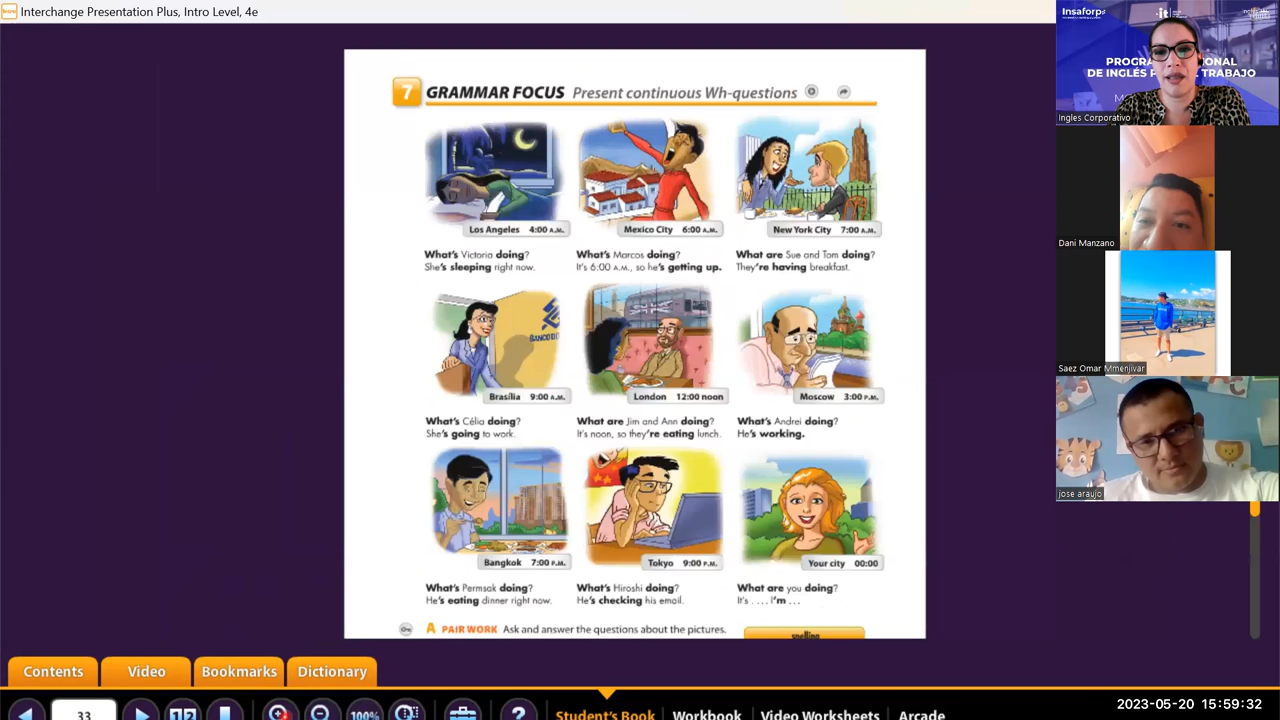 Interchange Presentation Plus, Intro Level, 4e
7 GRAMMAR FOCUS Present continuous Wh-questions
Los Angeles 4:00 A.M.
Mexico City 6:00 A.M.
New York City 7:00 A.M.
What's Victoria doing?
She's sleeping right now.
What's Marcos doing?
It's 6:00 A.M., so he's getting up.
What are Sue and Tom doing?
They're having breakfast.
BANCO DO
Brasília 9:00 A.M.
London 12:00 noon
Moscow 3:00 P.M.
What's Célia doing?
She's going to work.
What are Jim and Ann doing?
It's noon, so they're eating lunch.
What's Andrei doing?
He's working.
Bangkok 7:00 P.M.
Tokyo 9:00 P.M.
Your city 00:00
What's Permsak doing?
He's eating dinner right now.
What's Hiroshi doing?
He's checking his email.
What are you doing?
It's . . . . I'm . . .
A PAIR WORK Ask and answer the questions about the pictures.
spelling
Insaforp
it
Ingles Corporativo
Dani Manzano
Saez Omar Mmenjivar
jose araujo
Contents Video Bookmarks Dictionary
33 1 2 100% ?
Student's Book Workbook Video Worksheets Arcade
2023-05-20 15:59:32